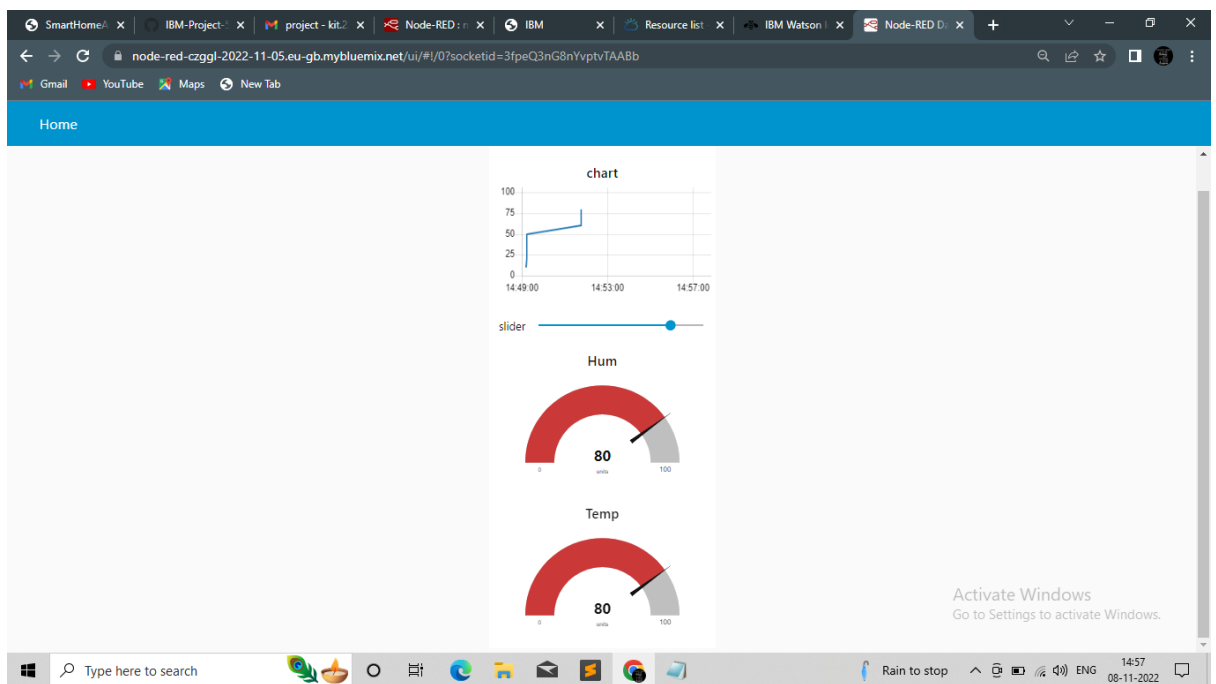 SmartHomeA
IBM-Project-
project - kit.2
Node-RED : n
IBM
Resource list
IBM Watson
Node-RED Da
node-red-czggl-2022-11-05.eu-gb.mybluemix.net/ui/#!/0?socketid=3fpeQ3nG8nYvptvTAABb
Gmail
YouTube
Maps
New Tab
Home
chart
100
75
50
25
0
14:49:00
14:53:00
14:57:00
slider
Hum
80
units
0
100
Temp
80
units
0
100
Activate Windows
Go to Settings to activate Windows.
Type here to search
Rain to stop
ENG
14:57
08-11-2022